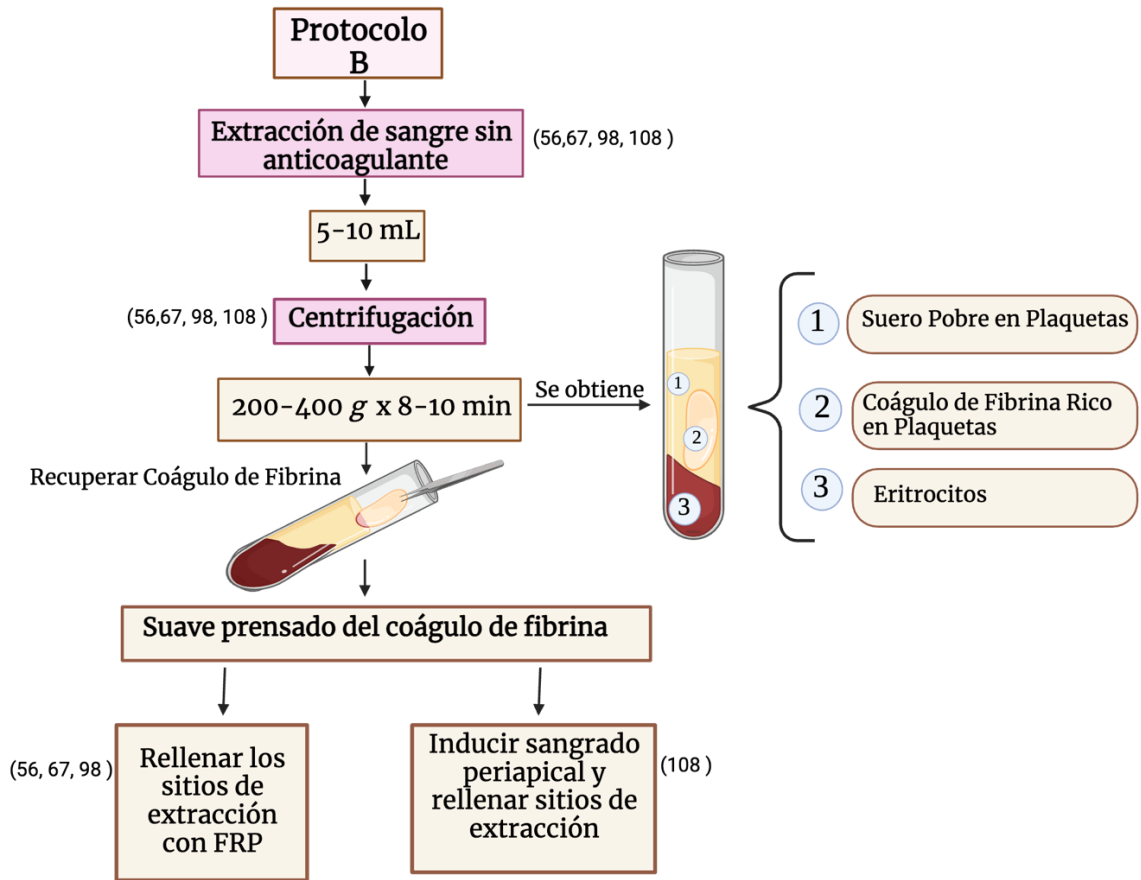 Protocolo
B
Extracción de sangre sin
anticoagulante
(56,67, 98, 108 )
5-10 mL
(56,67, 98, 108 )
Centrifugación
200-400 g x 8-10 min
Se obtiene
1
2
3
1
Suero Pobre en Plaquetas
2
Coágulo de Fibrina Rico
en Plaquetas
3
Eritrocitos
Recuperar Coágulo de Fibrina
Suave prensado del coágulo de fibrina
(56, 67, 98 )
Rellenar los
sitios de
extracción
con FRP
Inducir sangrado
periapical y
rellenar sitios de
extracción
(108 )